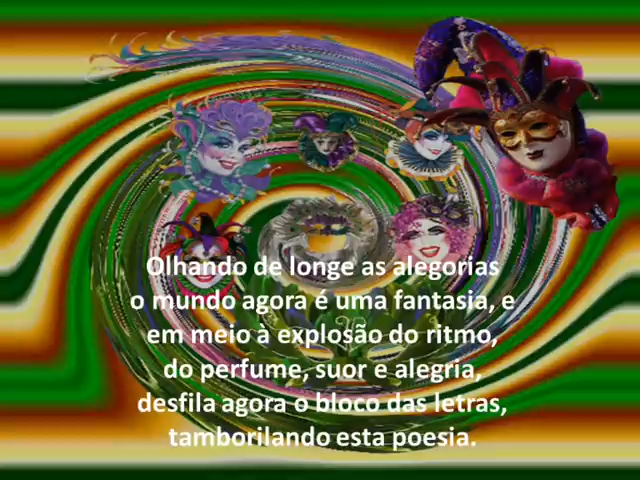 Olhando de longe as alegorias
o mundo agora é uma fantasia, e
em meio à explosão do ritmo,
do perfume, suor e alegria,
desfila agora o bloco das letras,
tamborilando esta poesia.